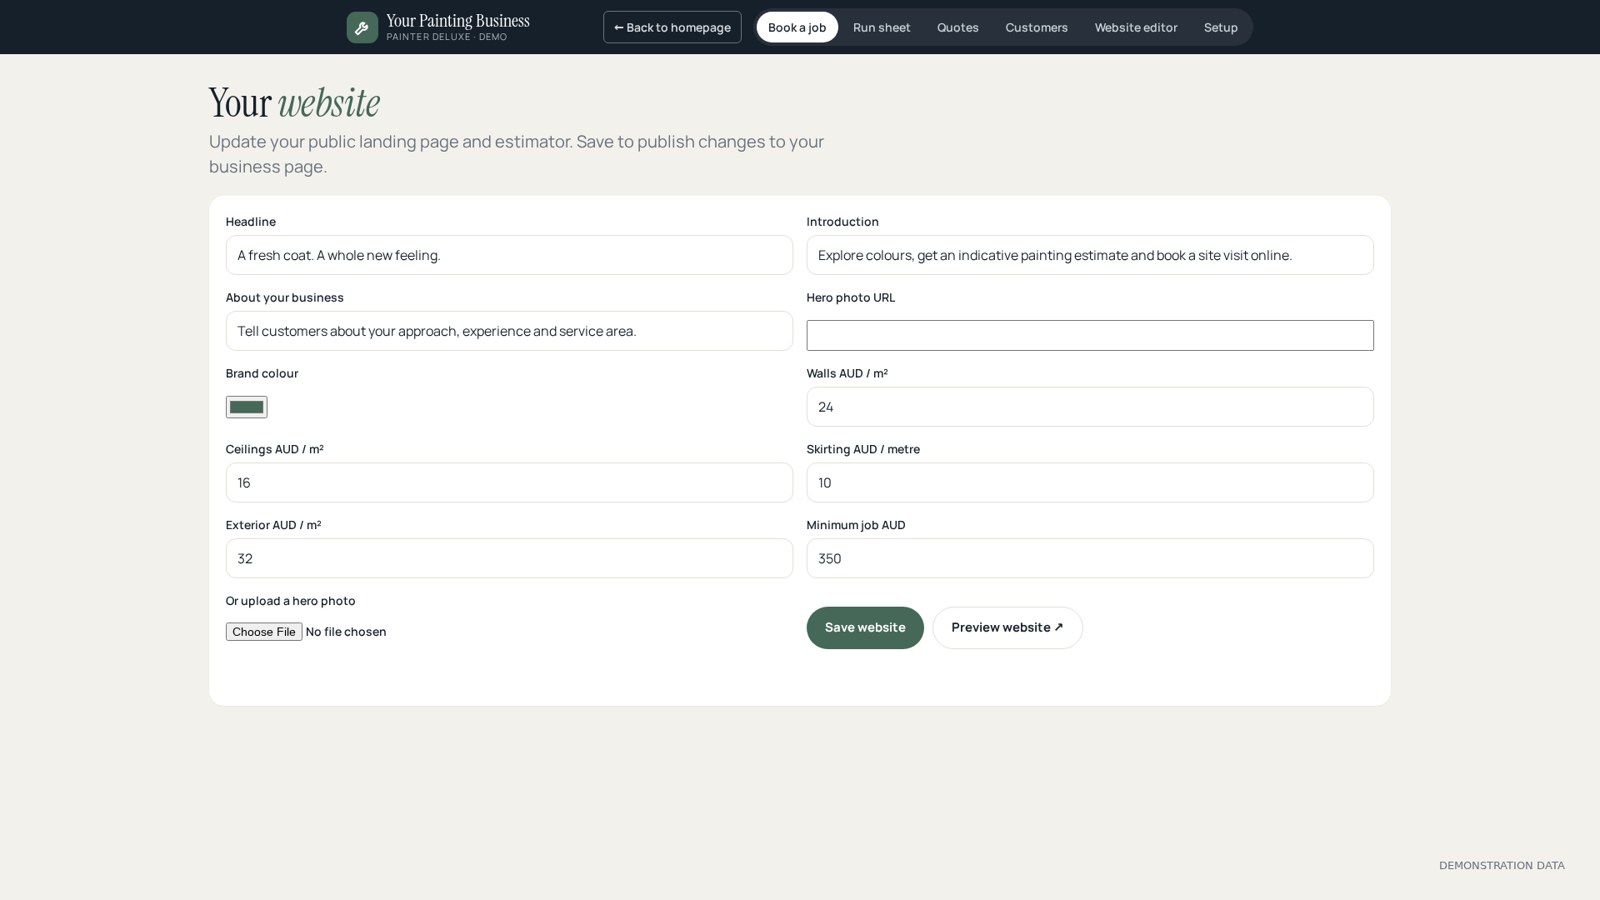 Your Painting Business
PAINTER DELUXE · DEMO
← Back to homepage
Book a job
Run sheet
Quotes
Customers
Website editor
Setup
Your website
Update your public landing page and estimator. Save to publish changes to your
business page.
Headline
Introduction
A fresh coat. A whole new feeling.
Explore colours, get an indicative painting estimate and book a site visit online.
About your business
Hero photo URL
Tell customers about your approach, experience and service area.
Brand colour
Walls AUD / m²
24
Ceilings AUD / m²
Skirting AUD / metre
16
10
Exterior AUD / m²
Minimum job AUD
32
350
Or upload a hero photo
Choose File No file chosen
Save website
Preview website ↗
DEMONSTRATION DATA